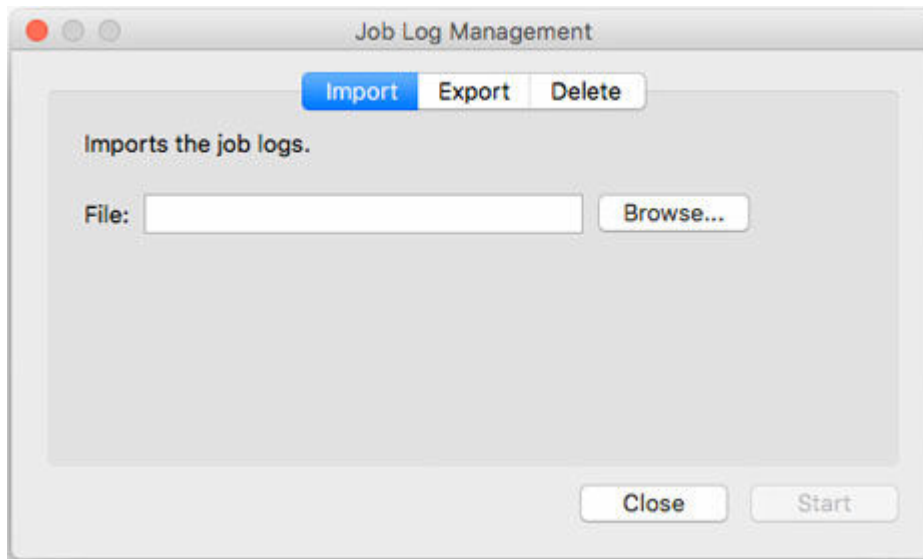 Job Log Management
Import Export Delete
Imports the job logs.
File: Browse...
Close Start